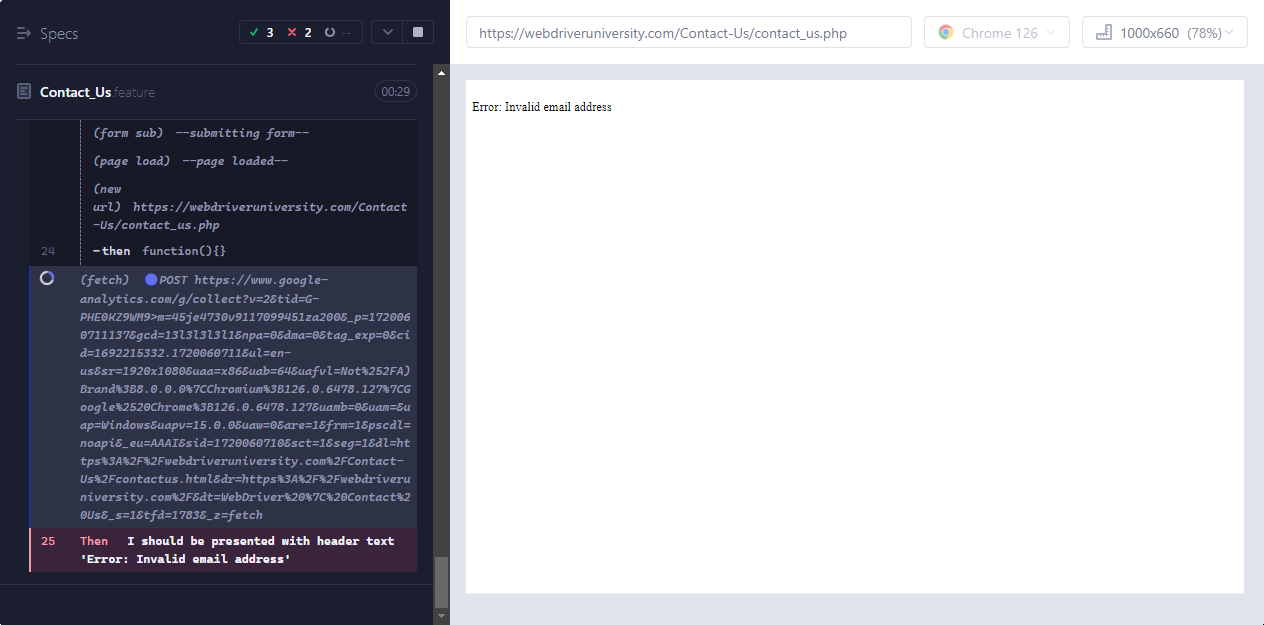 Specs
3
2
--
https://webdriveruniversity.com/Contact-Us/contact_us.php
Chrome 126
1000x660 (78%)
Contact_Us.feature
00:29
(form sub) --submitting form--
(page load) --page loaded--
(new
url) https://webdriveruniversity.com/Contact
-Us/contact_us.php
24 -then function(){}
(fetch) POST https://www.google-
analytics.com/g/collect?v=2&tid=G-
PHE0KZ9WM9>m=45je4730v9117099451za200&_p=172006
0711137&gcd=13l3l3l3l1&npa=0&dma=0&tag_exp=0&ci
d=1692215332.1720060711&ul=en-
us&sr=1920x1080&uaa=x86&uab=64&uafvl=Not%252FA)
Brand%3B8.0.0.0%7CChromium%3B126.0.6478.127%7CG
oogle%2520Chrome%3B126.0.6478.127&uamb=0&uam=&u
ap=Windows&uapv=15.0.0&uaw=0&are=1&frm=1&pscdl=
noapi&_eu=AAAI&sid=1720060710&sct=1&seg=1&dl=ht
tps%3A%2F%2Fwebdriveruniversity.com%2FContact-
Us%2Fcontactus.html&dr=https%3A%2F%2Fwebdriveru
niversity.com%2F&dt=WebDriver%20%7C%20Contact%2
0Us&_s=1&tfd=1783&_z=fetch
25 Then I should be presented with header text
'Error: Invalid email address'
Error: Invalid email address